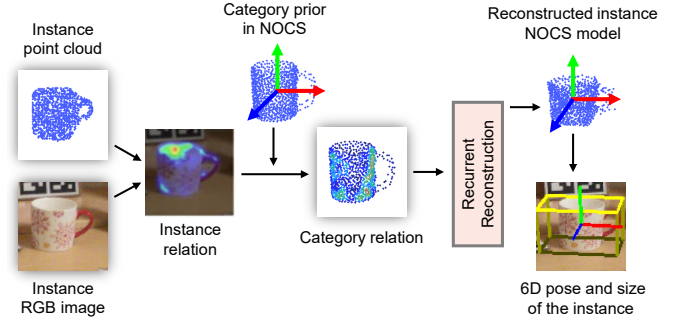 Instance
point cloud
Category prior
in NOCS
Reconstructed instance
NOCS model
Instance
relation
Category relation
Recurrent
Reconstruction
Instance
RGB image
6D pose and size
of the instance